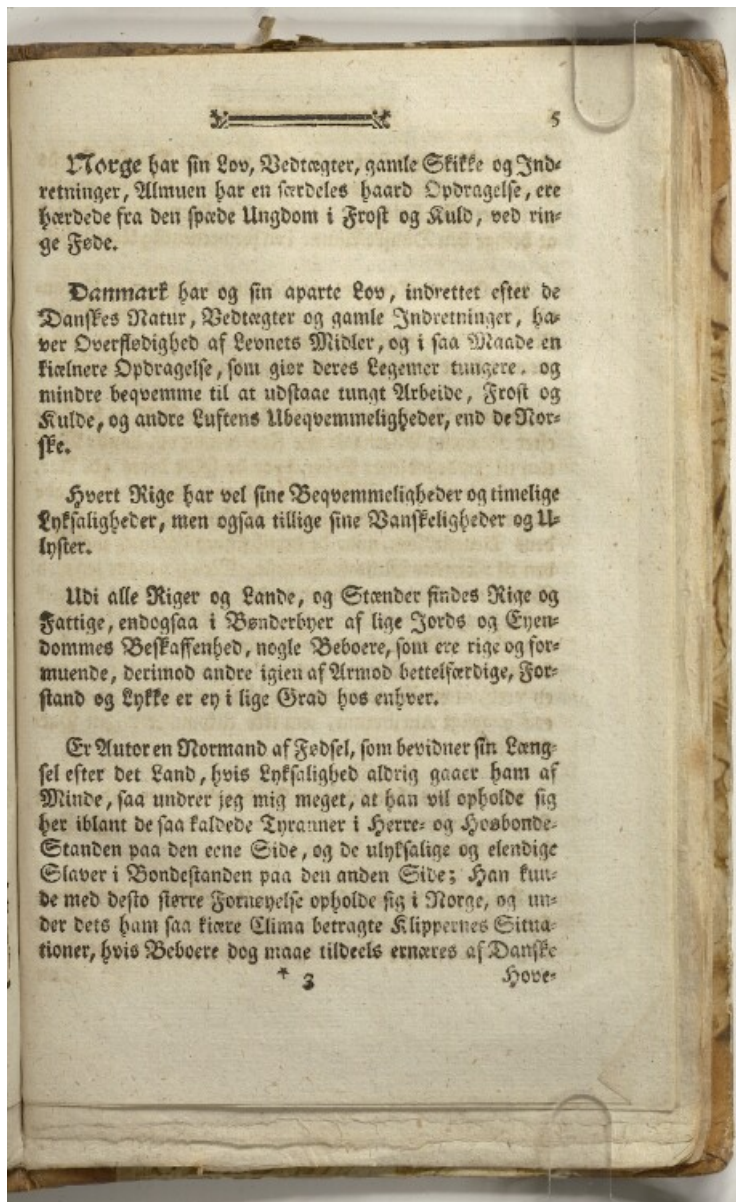 5
Norge har sin Lov, Vedtægter, gamle Skikke og Ind-
retninger, Almuen har en særdeles haard Opdragelse, ere
hærdede fra den spæde Ungdom i Frost og Kuld, ved rin-
ge Føde.
Danmark har og sin aparte Lov, indrettet efter de
Danskes Natur, Vedtægter og gamle Indretninger, ha-
ver Overflødighed af Levnets Midler, og i saa Maade en
kiælnere Opdragelse, som giør deres Legemer tungere, og
mindre beqvemme til at udstaae tungt Arbeide, Frost og
Kulde, og andre Luftens Ubeqvemmeligheder, end de Nor-
ske.
Hvert Rige har vel sine Beqvemmeligheder og timelige
Lyksaligheder, men ogsaa tillige sine Vanskeligheder og U-
lyster.
Udi alle Riger og Lande, og Stænder findes Rige og
Fattige, endogsaa i Bønderbyer af lige Jords og Eyen-
dommes Beskaffenhed, nogle Beboere, som ere rige og for-
muende, derimod andre igien af Armod bettelfærdige, For-
stand og Lykke er ey i lige Grad hos enhver.
Er Autor en Normand af Fødsel, som bevidner sin Læng-
sel efter det Land, hvis Lyksalighed aldrig gaaer ham af
Minde, saa undrer jeg mig meget, at han vil opholde sig
her iblant de saa kaldede Tyranner i Herre- og Hosbonde-
Standen paa den eene Side, og de ulyksalige og elendige
Slaver i Bondestanden paa den anden Side; Han kun-
de med desto større Fornøyelse opholde sig i Norge, og un-
der dets ham saa kiære Clima betragte Klippernes Situa-
tioner, hvis Beboere dog maae tildeels ernæres af Danske
* 3 Hove-